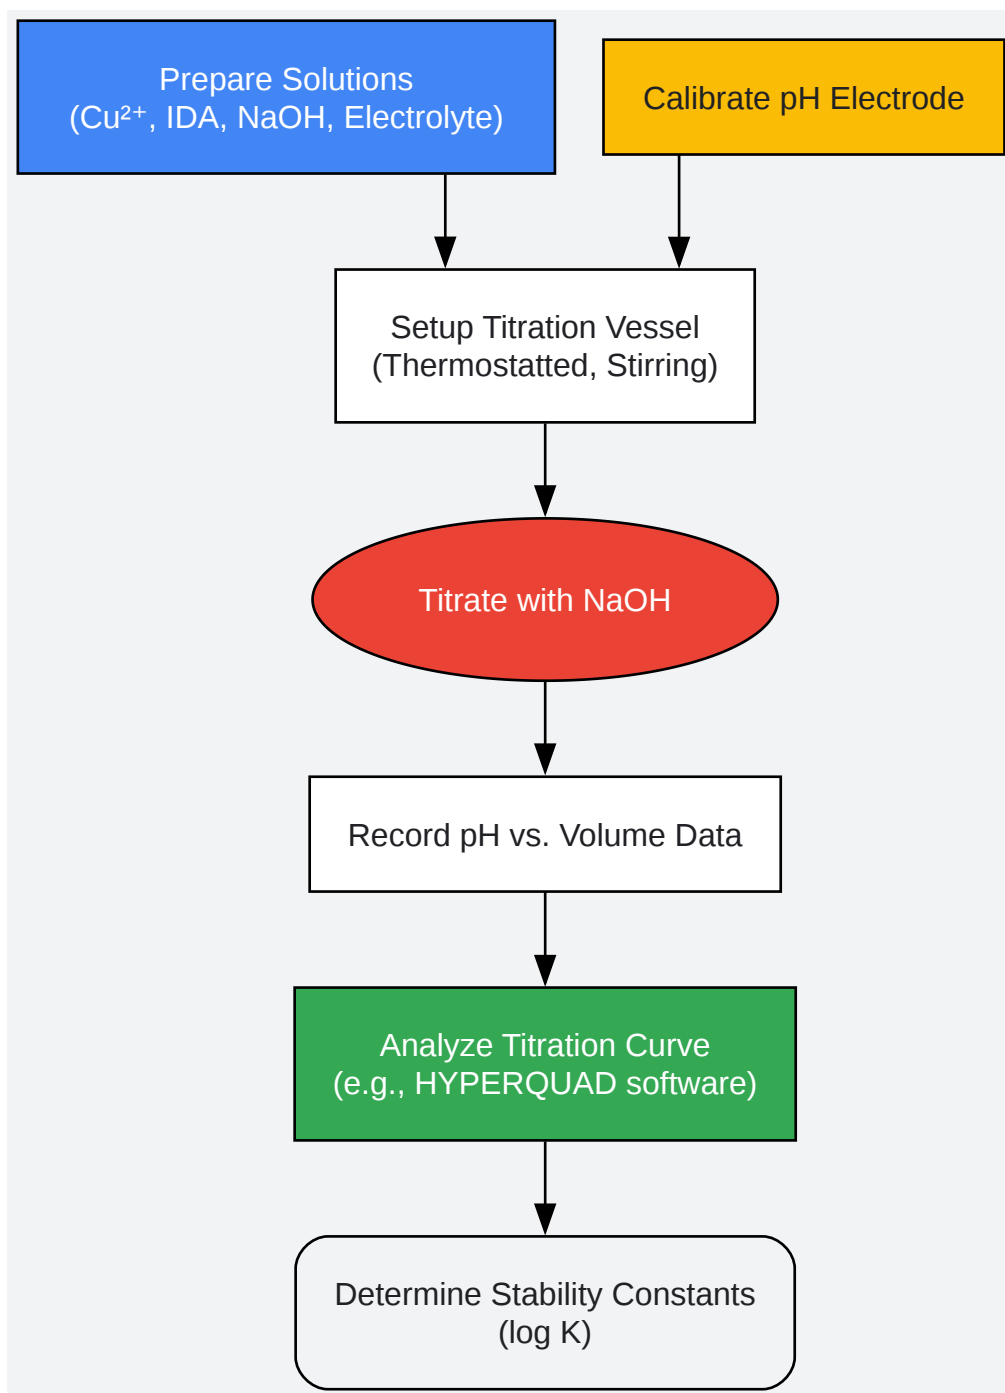 Prepare Solutions
(Cu²⁺, IDA, NaOH, Electrolyte)
Calibrate pH Electrode
Setup Titration Vessel
(Thermostatted, Stirring)
Titrate with NaOH
Record pH vs. Volume Data
Analyze Titration Curve
(e.g., HYPERQUAD software)
Determine Stability Constants
(log K)